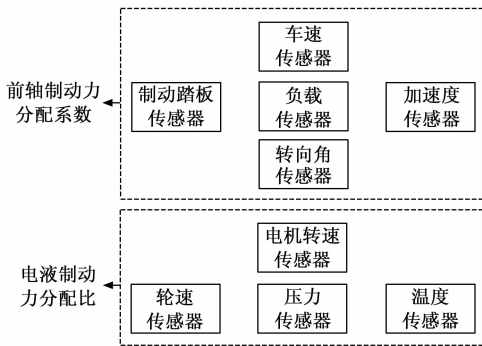 车速
传感器
前轴制动力
分配系数
制动踏板
传感器
负载
传感器
加速度
传感器
转向角
传感器
电机转速
传感器
电液制动
力分配比
轮速
传感器
压力
传感器
温度
传感器